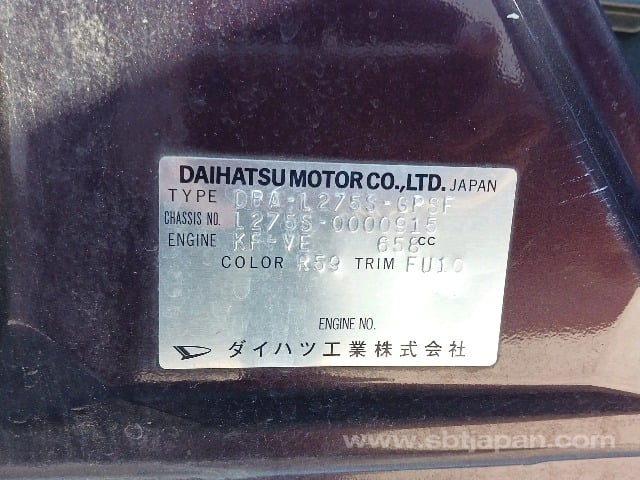 DAIHATSU MOTOR CO.,LTD. JAPAN
TYPE DBA-L275S-GPSF
CHASSIS NO. L275S-0000915
ENGINE KF-VE 658CC
COLOR R59 TRIM FU10
ENGINE NO.
ダイハツ工業株式会社
www.sbtjapan.com